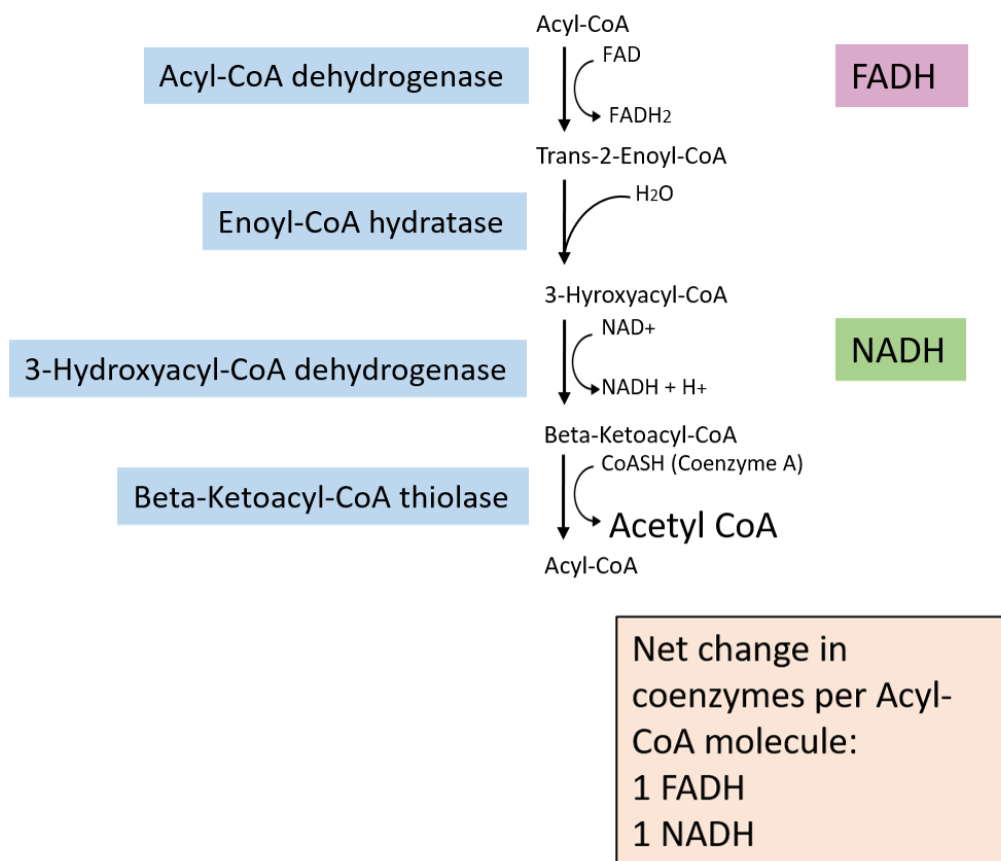 Acyl-CoA
Acyl-CoA dehydrogenase
FAD
FADH
FADH2
Trans-2-Enoyl-CoA
Enoyl-CoA hydratase
H2O
3-Hyroxyacyl-CoA
3-Hydroxyacyl-CoA dehydrogenase
NAD+
NADH
NADH + H+
Beta-Ketoacyl-CoA
Beta-Ketoacyl-CoA thiolase
CoASH (Coenzyme A)
Acetyl CoA
Acyl-CoA
Net change in
coenzymes per Acyl-
CoA molecule:
1 FADH
1 NADH